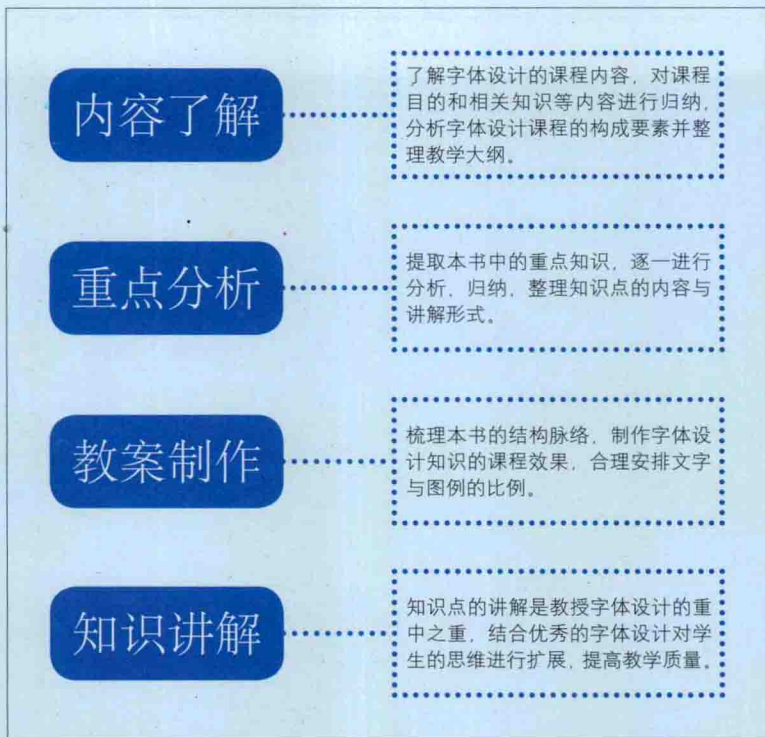 内容了解
了解字体设计的课程内容，对课程
目的和相关知识等内容进行归纳，
分析字体设计课程的构成要素并整
理教学大纲。
重点分析
提取本书中的重点知识，逐一进行
分析、归纳，整理知识点的内容与
讲解形式。
教案制作
梳理本书的结构脉络，制作字体设
计知识的课程效果，合理安排文字
与图例的比例。
知识讲解
知识点的讲解是教授字体设计的重
中之重，结合优秀的字体设计对学
生的思维进行扩展，提高教学质量。